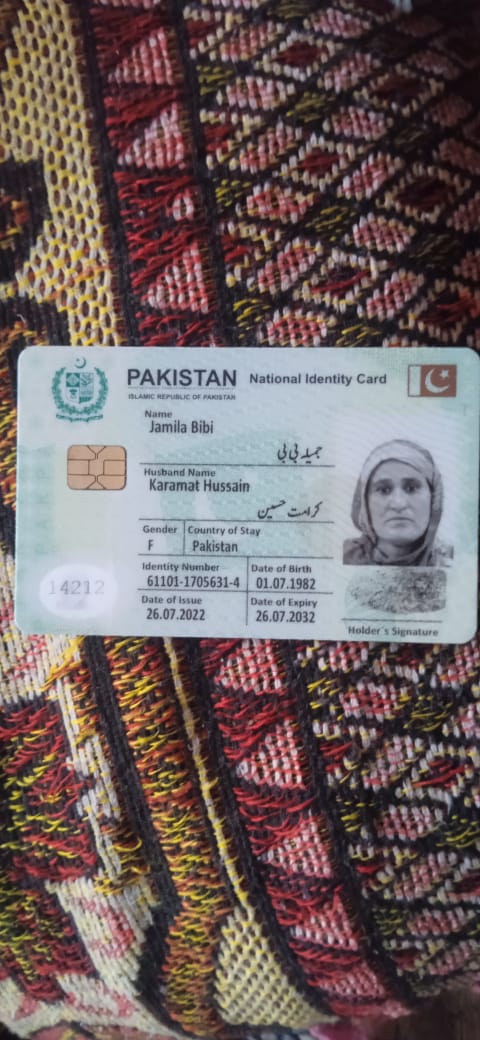 PAKISTAN National Identity Card
ISLAMIC REPUBLIC OF PAKISTAN
Name
Jamila Bibi
جمیلہ بی بی
Husband Name
Karamat Hussain
کرامت حسین
Gender Country of Stay
F Pakistan
Identity Number Date of Birth
61101-1705631-4 01.07.1982
Date of Issue Date of Expiry
26.07.2022 26.07.2032
14212
Holder's Signature